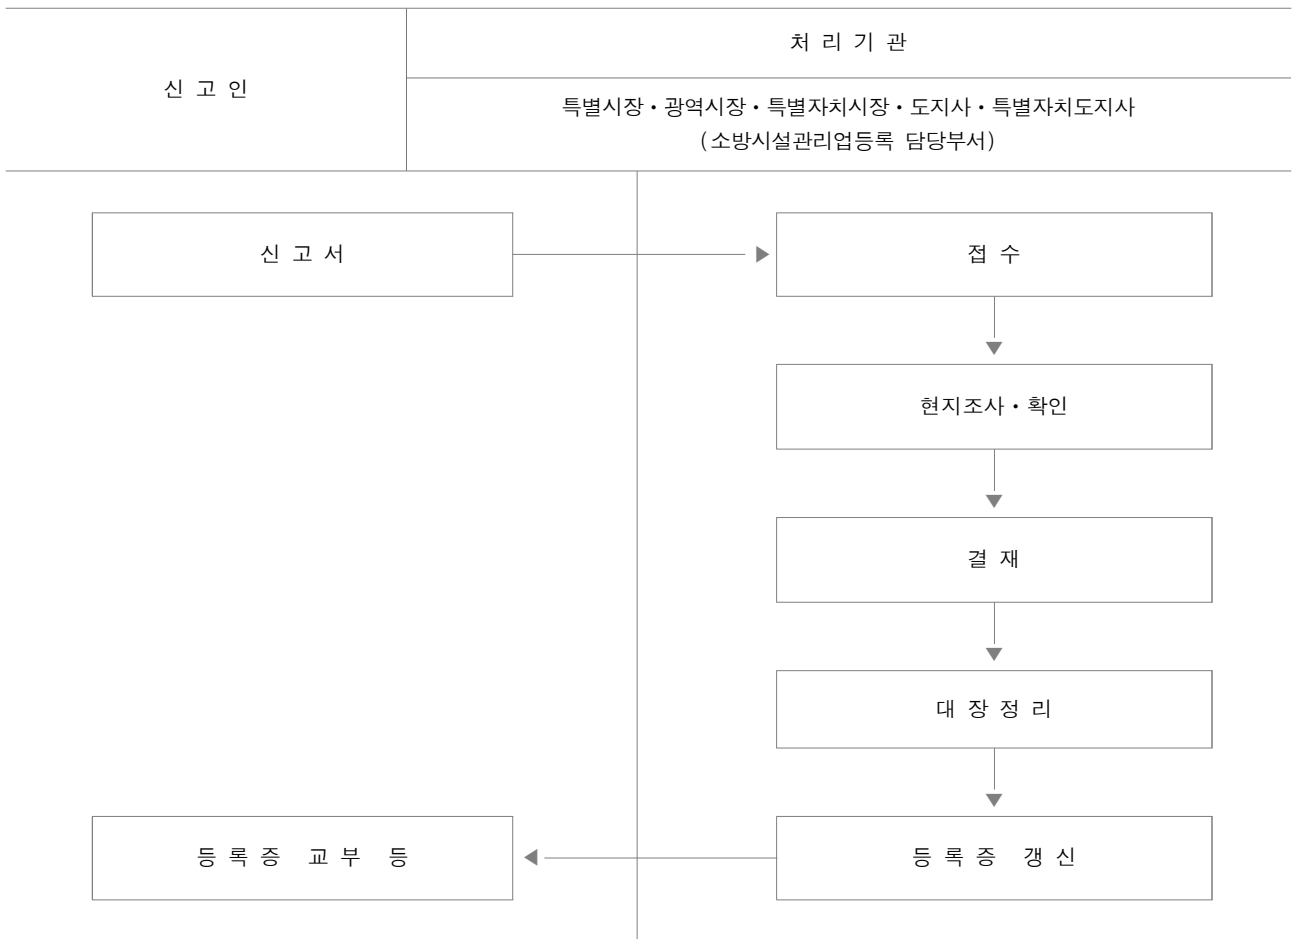 신 고 인
처 리 기 관
특별시장・광역시장・특별자치시장・도지사・특별자치도지사
(소방시설관리업등록 담당부서)
신 고 서
접 수
현지조사・확인
결 재
대 장 정 리
등 록 증 교 부 등
등 록 증 갱 신